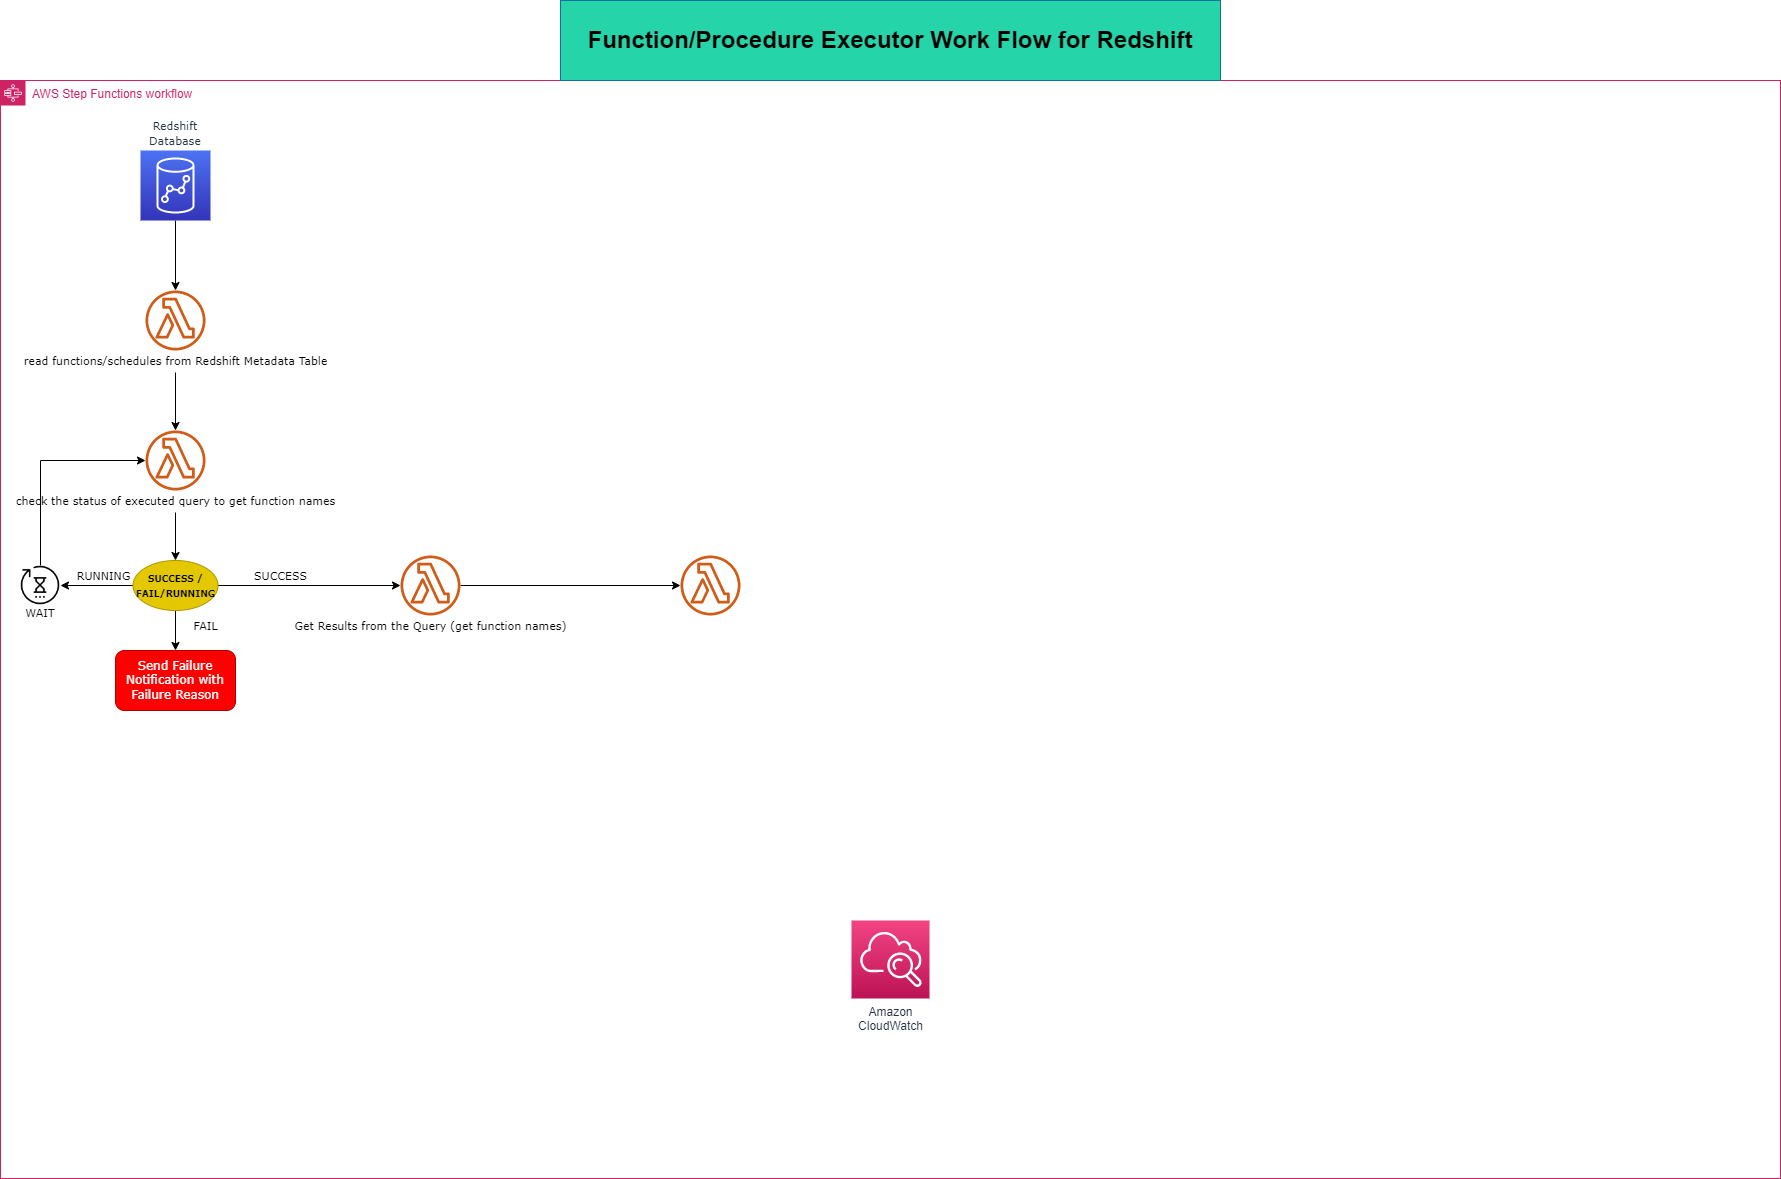 Function/Procedure Executor Work Flow for Redshift
AWS Step Functions workflow
Redshift
Database
read functions/schedules from Redshift Metadata Table
check the status of executed query to get function names
RUNNING
SUCCESS /
FAIL/RUNNING
SUCCESS
WAIT
FAIL
Get Results from the Query (get function names)
Send Failure
Notification with
Failure Reason
Amazon
CloudWatch